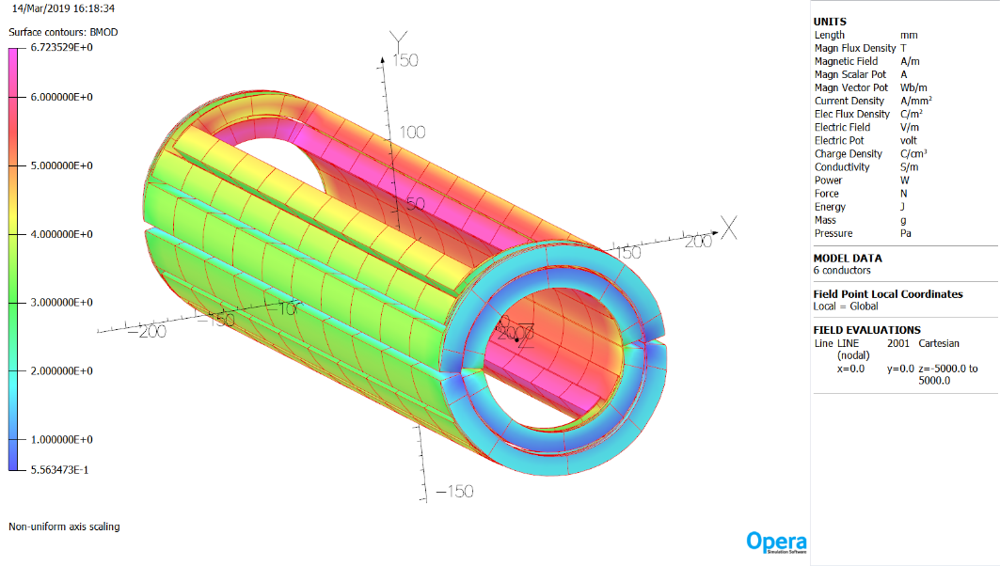 14/Mar/2019 16:18:34
Surface contours: BMOD
6.723529E+0
6.000000E+0
5.000000E+0
4.000000E+0
3.000000E+0
2.000000E+0
1.000000E+0
5.563473E-1
Non-uniform axis scaling
Y
150
100
50
X
200
150
-100
-150
-200
Z
-150
Opera
Simulation Software
UNITS
Length mm
Magn Flux Density T
Magnetic Field A/m
Magn Scalar Pot A
Magn Vector Pot Wb/m
Current Density A/mm²
Elec Flux Density C/m²
Electric Field V/m
Electric Pot volt
Charge Density C/cm³
Conductivity S/m
Power W
Force N
Energy J
Mass g
Pressure Pa
MODEL DATA
6 conductors
Field Point Local Coordinates
Local = Global
FIELD EVALUATIONS
Line LINE 2001 Cartesian
(nodal)
x=0.0 y=0.0 z=-5000.0 to
5000.0